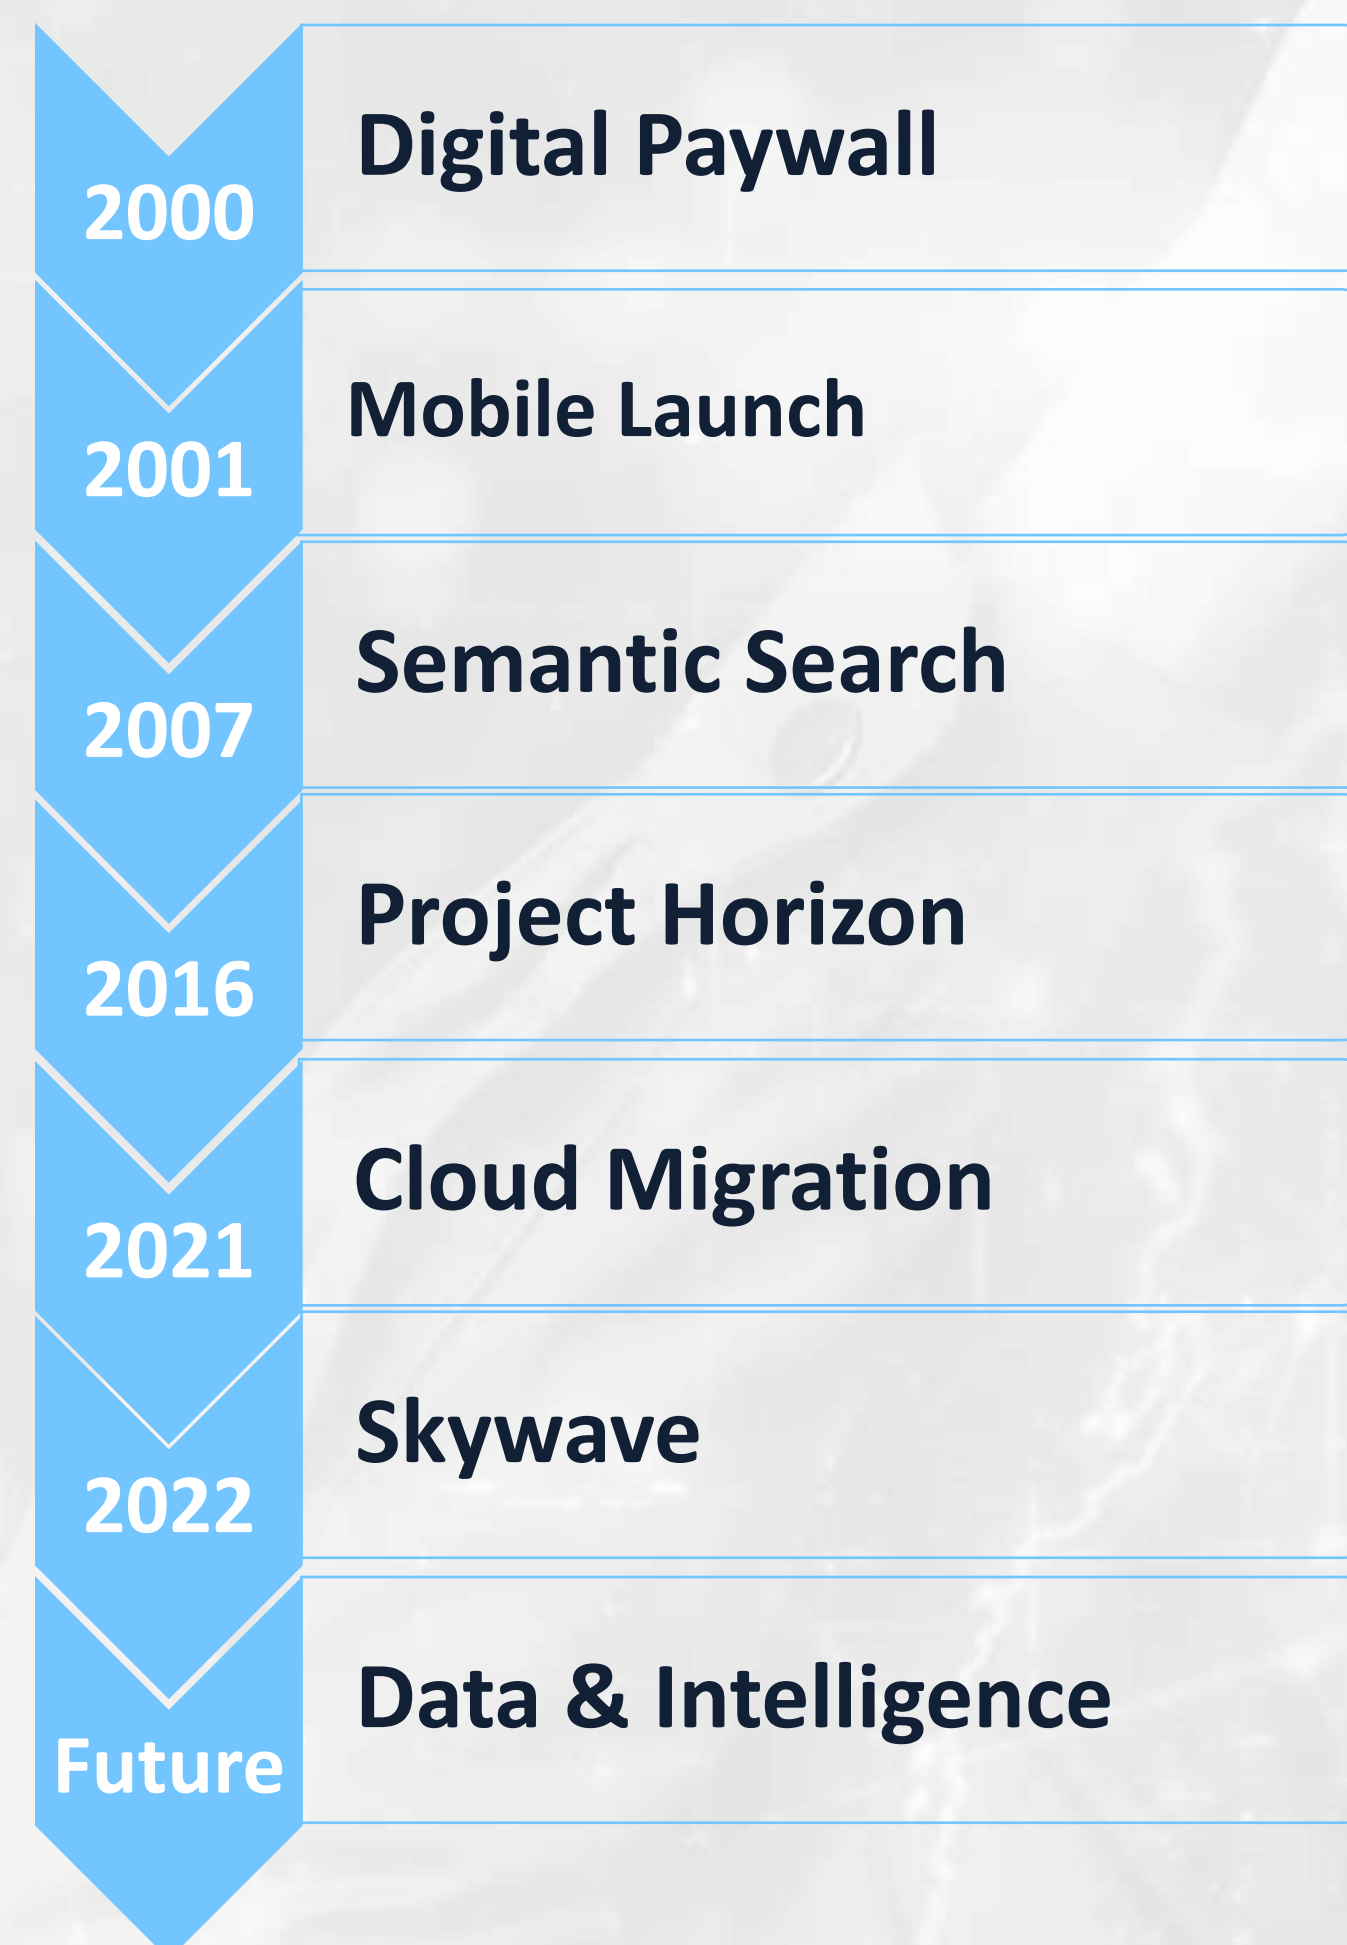 2000
Digital Paywall
2001
Mobile Launch
2007
Semantic Search
2016
Project Horizon
2021
Cloud Migration
2022
Skywave
Future
Data & Intelligence